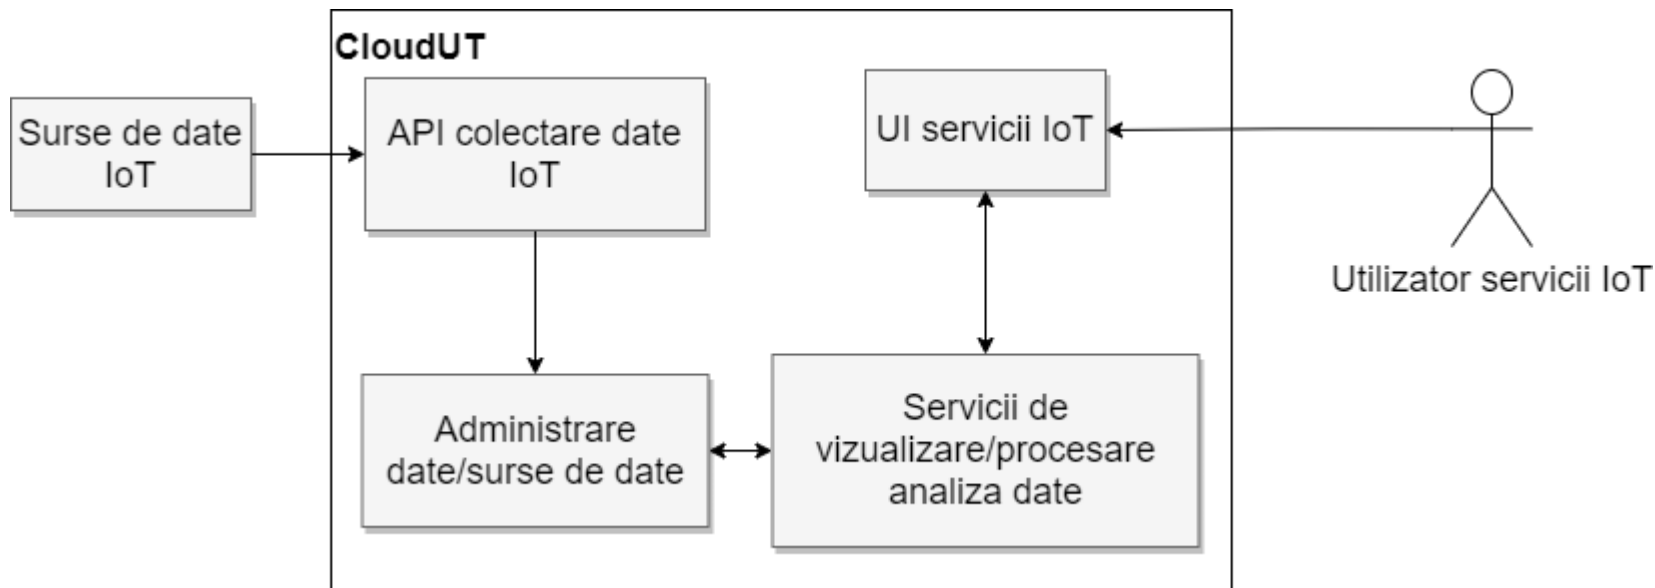 CloudUT
Surse de date
IoT
API colectare date
IoT
UI servicii IoT
Utilizator servicii IoT
Administrare
date/surse de date
Servicii de
vizualizare/procesare
analiza date